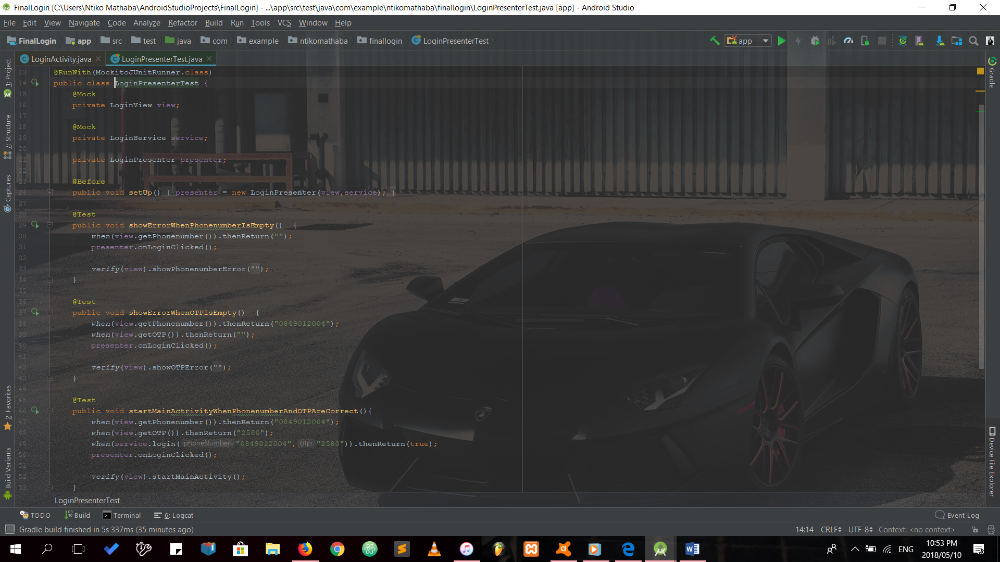 FinalLogin [C:\Users\Ntiko Mathaba\AndroidStudioProjects\FinalLogin] - ...\app\src\test\java\com\example\ntikomathaba\finallogin\LoginPresenterTest.java [app] - Android Studio
File Edit View Navigate Code Analyze Refactor Build Run Tools VCS Window Help
FinalLogin app src test java com example ntikomathaba finallogin LoginPresenterTest app
LoginActivity.java LoginPresenterTest.java
1: Project
7: Structure
Captures
2: Favorites
Build Variants
13 @RunWith(MockitoJUnitRunner.class)
14 public class LoginPresenterTest {
15 @Mock
16 private LoginView view;
17
18 @Mock
19 private LoginService service;
20
21 private LoginPresenter presenter;
22
23 @Before
24 public void setUp() { presenter = new LoginPresenter(view,service); }
27
28 @Test
29 public void showErrorWhenPhonenumberIsEmpty() {
30 when(view.getPhonenumber()).thenReturn("");
31 presenter.onLoginClicked();
32
33 verify(view).showPhonenumberError("");
34 }
35
36 @Test
37 public void showErrorWhenOTPIsEmpty() {
38 when(view.getPhonenumber()).thenReturn("0849012004");
39 when(view.getOTP()).thenReturn("");
40 presenter.onLoginClicked();
41
42 verify(view).showOTPError("");
43 }
44
45 @Test
46 public void startMainActrivityWhenPhonenumberAndOTPAreCorrect(){
47 when(view.getPhonenumber()).thenReturn("0849012004");
48 when(view.getOTP()).thenReturn("2580");
49 when(service.login( phoneNumber: "0849012004", otp: "2580")).thenReturn(true);
50 presenter.onLoginClicked();
51
52 verify(view).startMainActivity();
53 }
LoginPresenterTest
Gradle
Device File Explorer
TODO Build Terminal 6: Logcat Event Log
Gradle build finished in 5s 337ms (35 minutes ago) 14:14 CRLF UTF-8 Context: <no context>
ENG 10:53 PM
2018/05/10